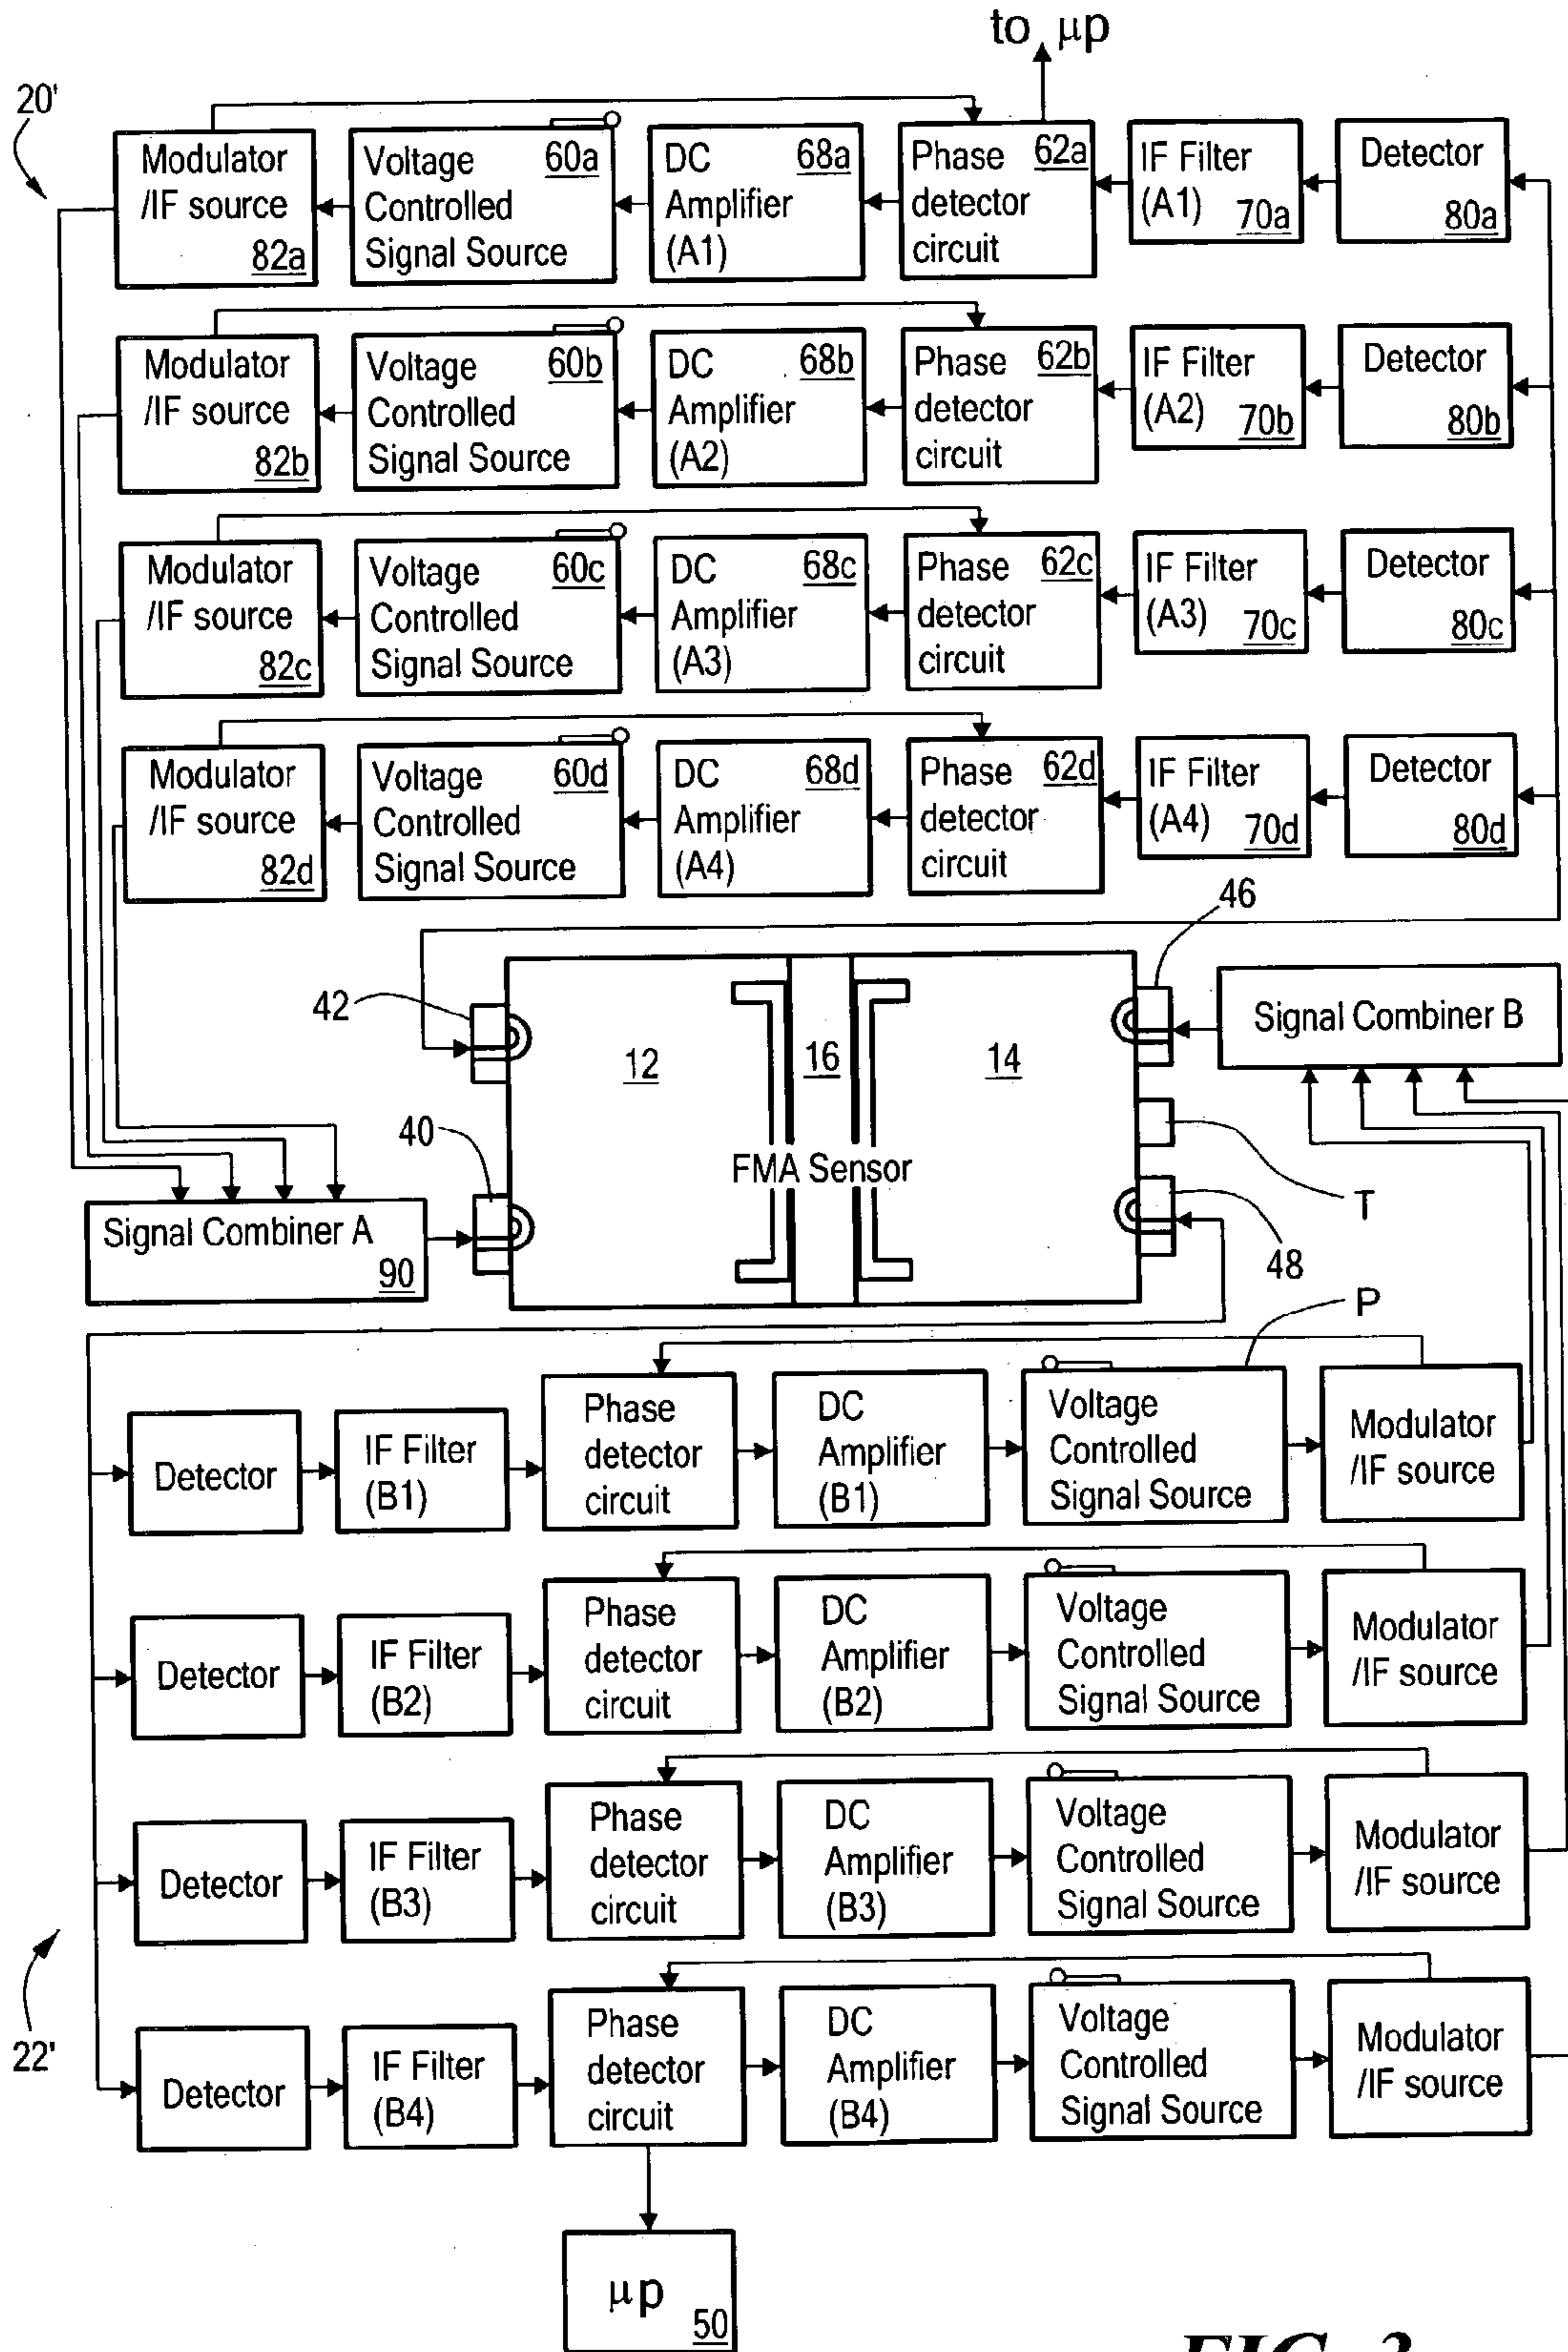 to μp
20'
Modulator
/IF source
82a
Voltage
Controlled
Signal Source
60a
DC
Amplifier
(A1)
68a
Phase
detector
circuit
62a
IF Filter
(A1)
70a
Detector
80a
Modulator
/IF source
82b
Voltage
Controlled
Signal Source
60b
DC
Amplifier
(A2)
68b
Phase
detector
circuit
62b
IF Filter
(A2)
70b
Detector
80b
Modulator
/IF source
82c
Voltage
Controlled
Signal Source
60c
DC
Amplifier
(A3)
68c
Phase
detector
circuit
62c
IF Filter
(A3)
70c
Detector
80c
Modulator
/IF source
82d
Voltage
Controlled
Signal Source
60d
DC
Amplifier
(A4)
68d
Phase
detector
circuit
62d
IF Filter
(A4)
70d
Detector
80d
46
42
12
16
14
Signal Combiner B
40
FMA Sensor
T
Signal Combiner A
90
48
P
Detector
IF Filter
(B1)
Phase
detector
circuit
DC
Amplifier
(B1)
Voltage
Controlled
Signal Source
Modulator
/IF source
Detector
IF Filter
(B2)
Phase
detector
circuit
DC
Amplifier
(B2)
Voltage
Controlled
Signal Source
Modulator
/IF source
Detector
IF Filter
(B3)
Phase
detector
circuit
DC
Amplifier
(B3)
Voltage
Controlled
Signal Source
Modulator
/IF source
22'
Detector
IF Filter
(B4)
Phase
detector
circuit
DC
Amplifier
(B4)
Voltage
Controlled
Signal Source
Modulator
/IF source
μp
50